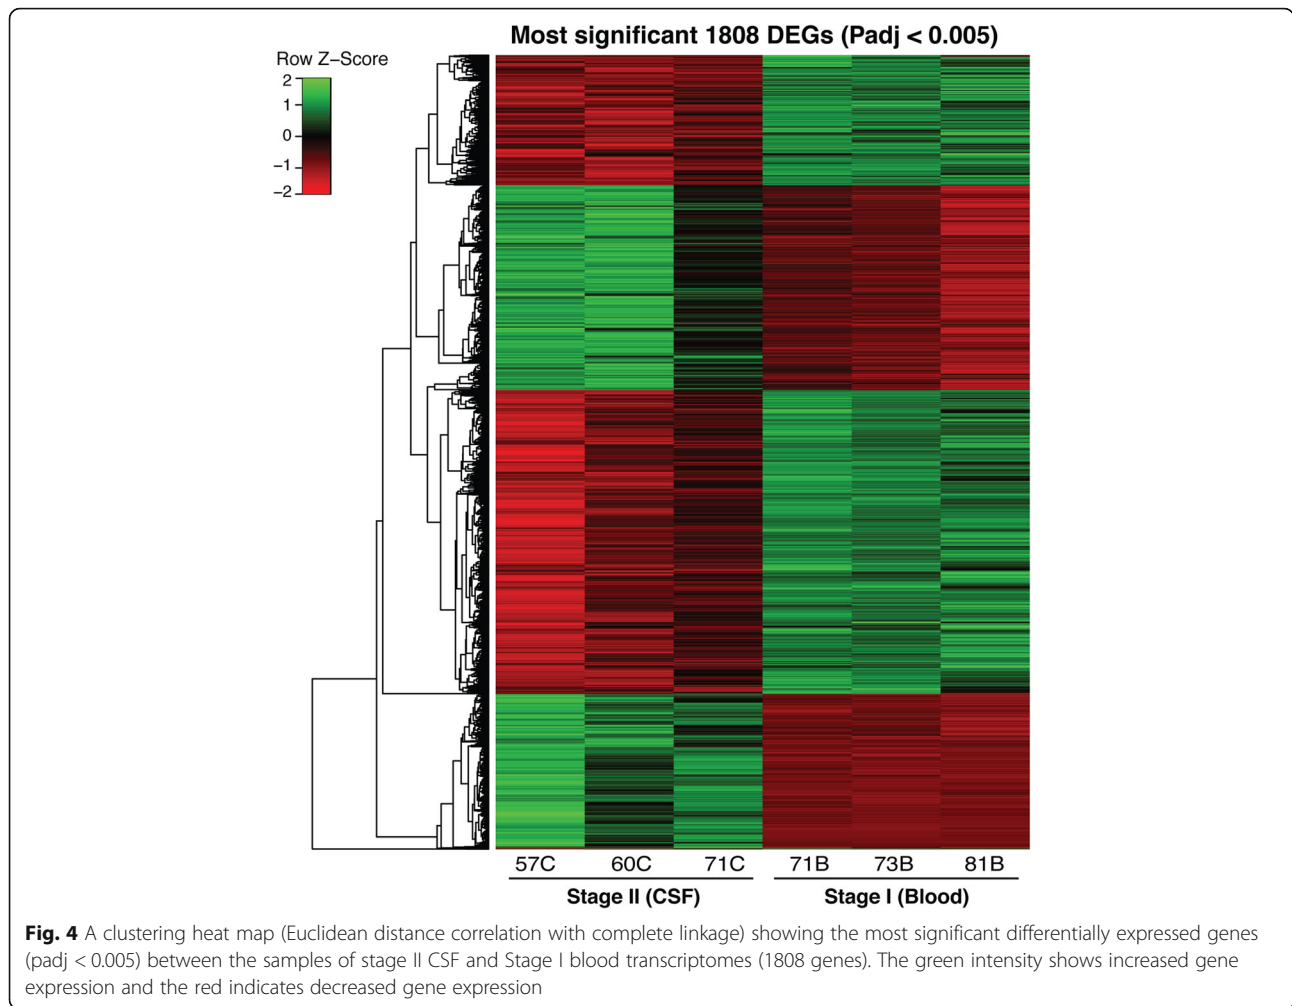 Most significant 1808 DEGs (Padj < 0.005)
Row Z−Score
2
1
0
−1
−2
57C 60C 71C 71B 73B 81B
Stage II (CSF) Stage I (Blood)
Fig. 4 A clustering heat map (Euclidean distance correlation with complete linkage) showing the most significant differentially expressed genes
(padj < 0.005) between the samples of stage II CSF and Stage I blood transcriptomes (1808 genes). The green intensity shows increased gene
expression and the red indicates decreased gene expression